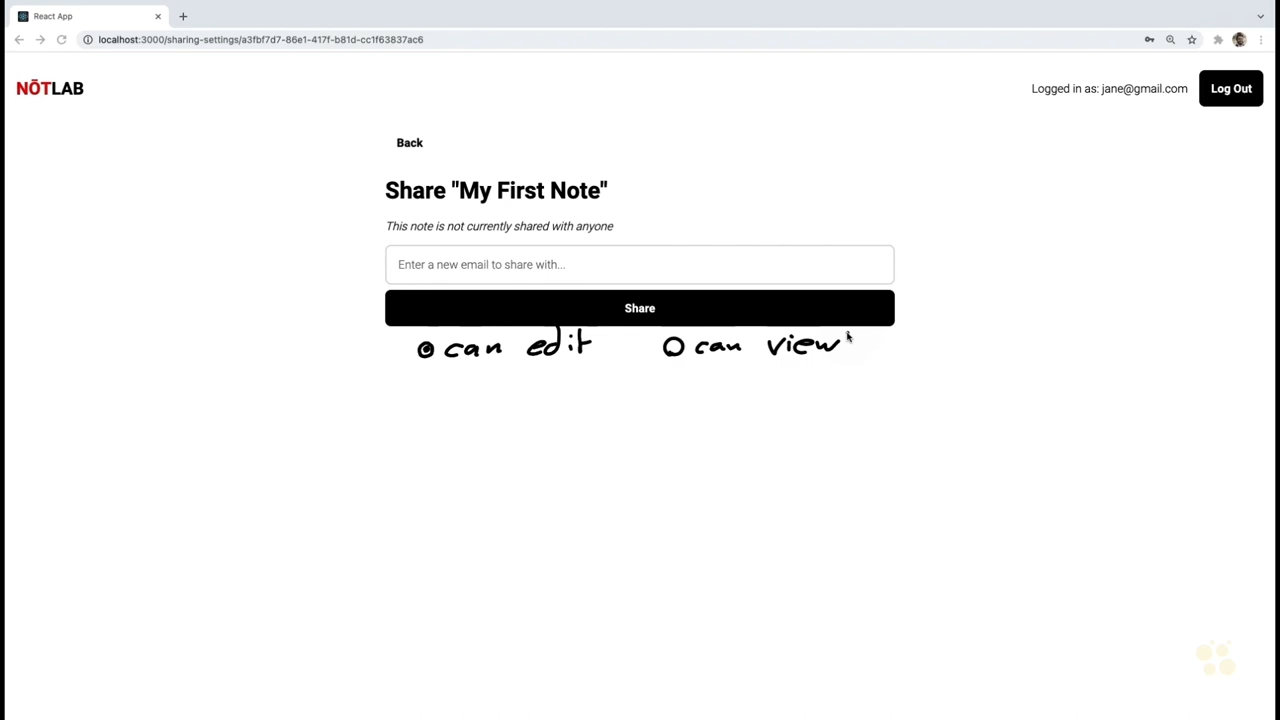 React App
localhost:3000/sharing-settings/a3fbf7d7-86e1-417f-b81d-cc1f63837ac6
NŌTLAB
Logged in as: jane@gmail.com Log Out
Back
Share "My First Note"
This note is not currently shared with anyone
Enter a new email to share with...
Share
can edit can view